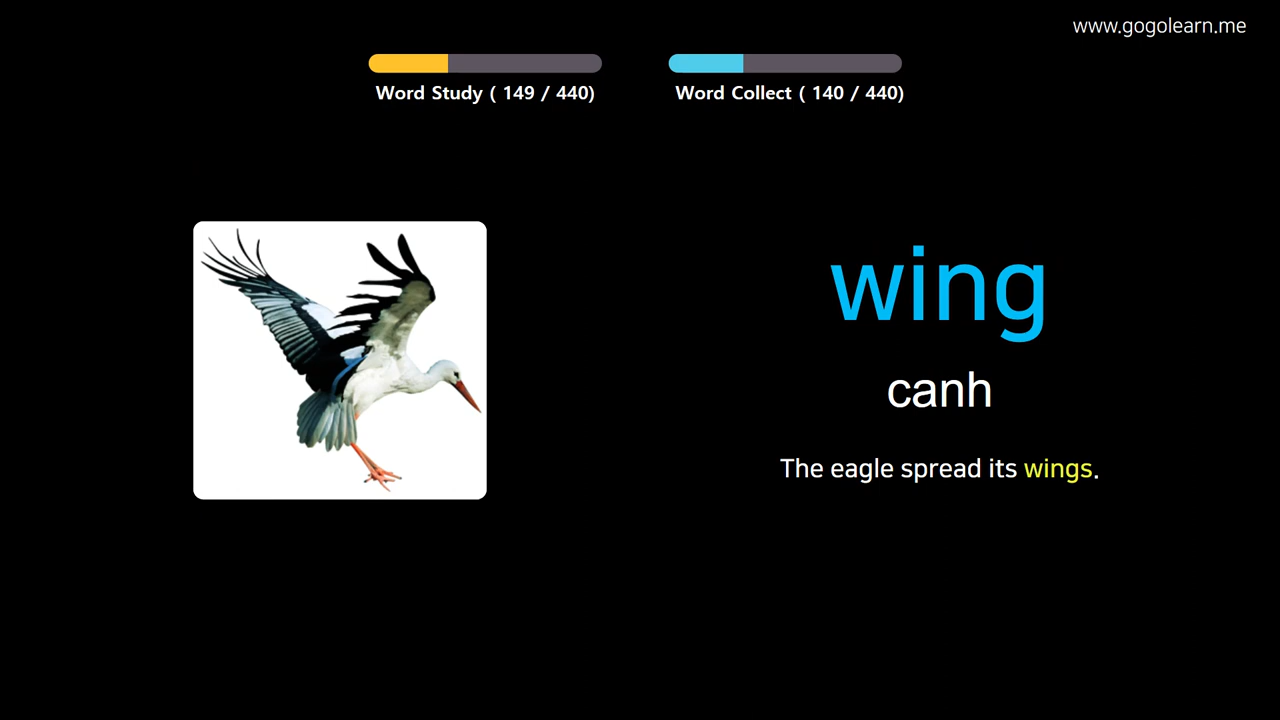 www.gogolearn.me
Word Study ( 149 / 440)
Word Collect ( 140 / 440)
wing
canh
The eagle spread its wings.